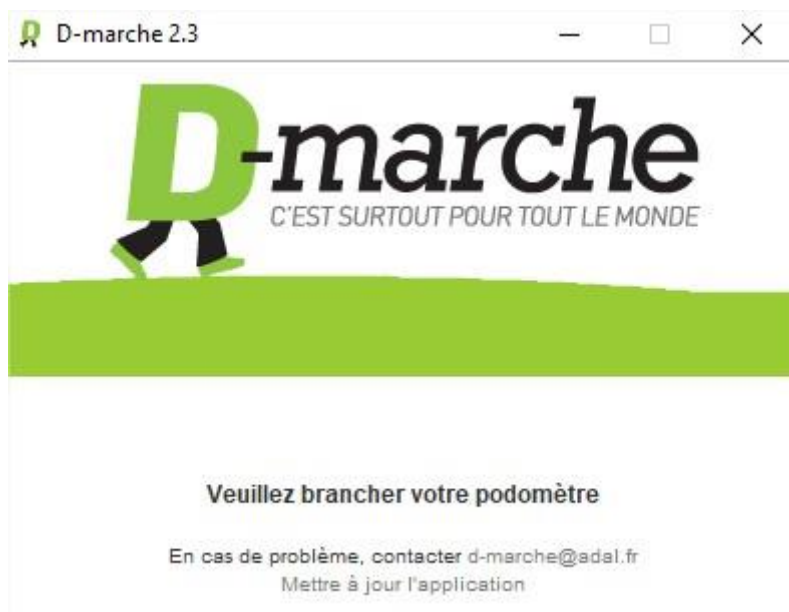 D-marche 2.3
D-marche
C'EST SURTOUT POUR TOUT LE MONDE
Veuillez brancher votre podomètre
En cas de problème, contacter d-marche@adal.fr
Mettre à jour l'application